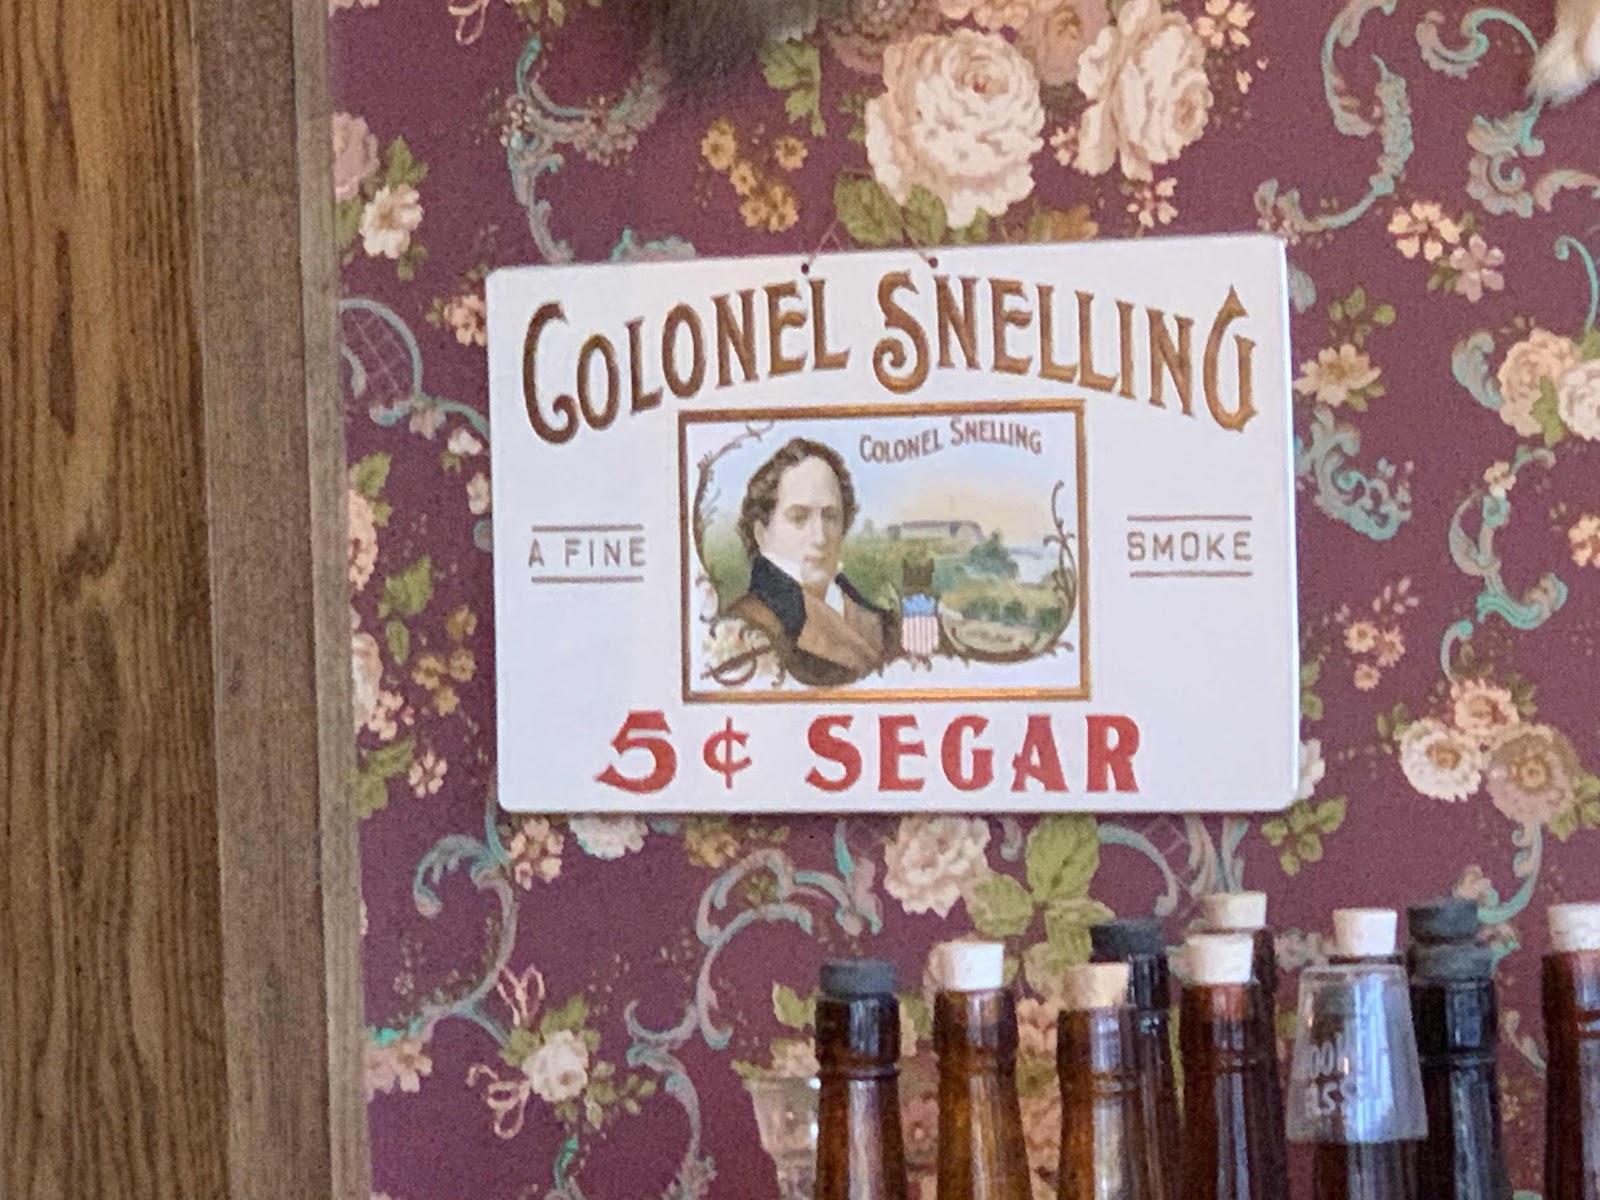 COLONEL SNELLING
COLONEL SNELLING
A FINE
SMOKE
5¢ SEGAR